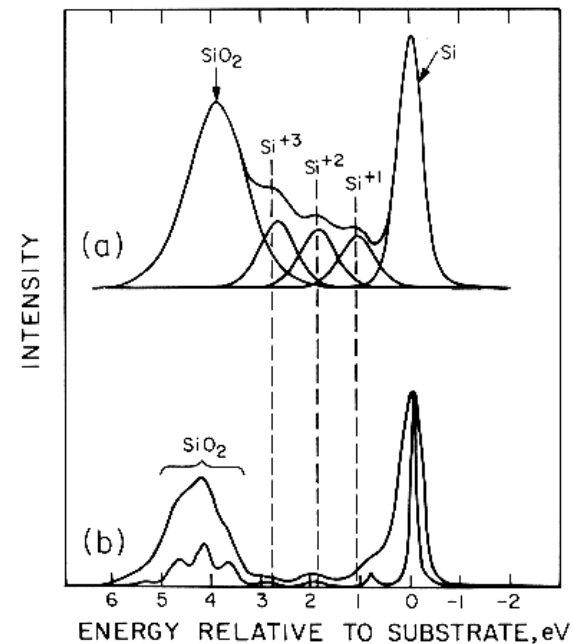 SiO₂
Si
Si⁺³
Si⁺²
Si⁺¹
(a)
INTENSITY
SiO₂
(b)
6 5 4 3 2 1 0 -1 -2
ENERGY RELATIVE TO SUBSTRATE, eV